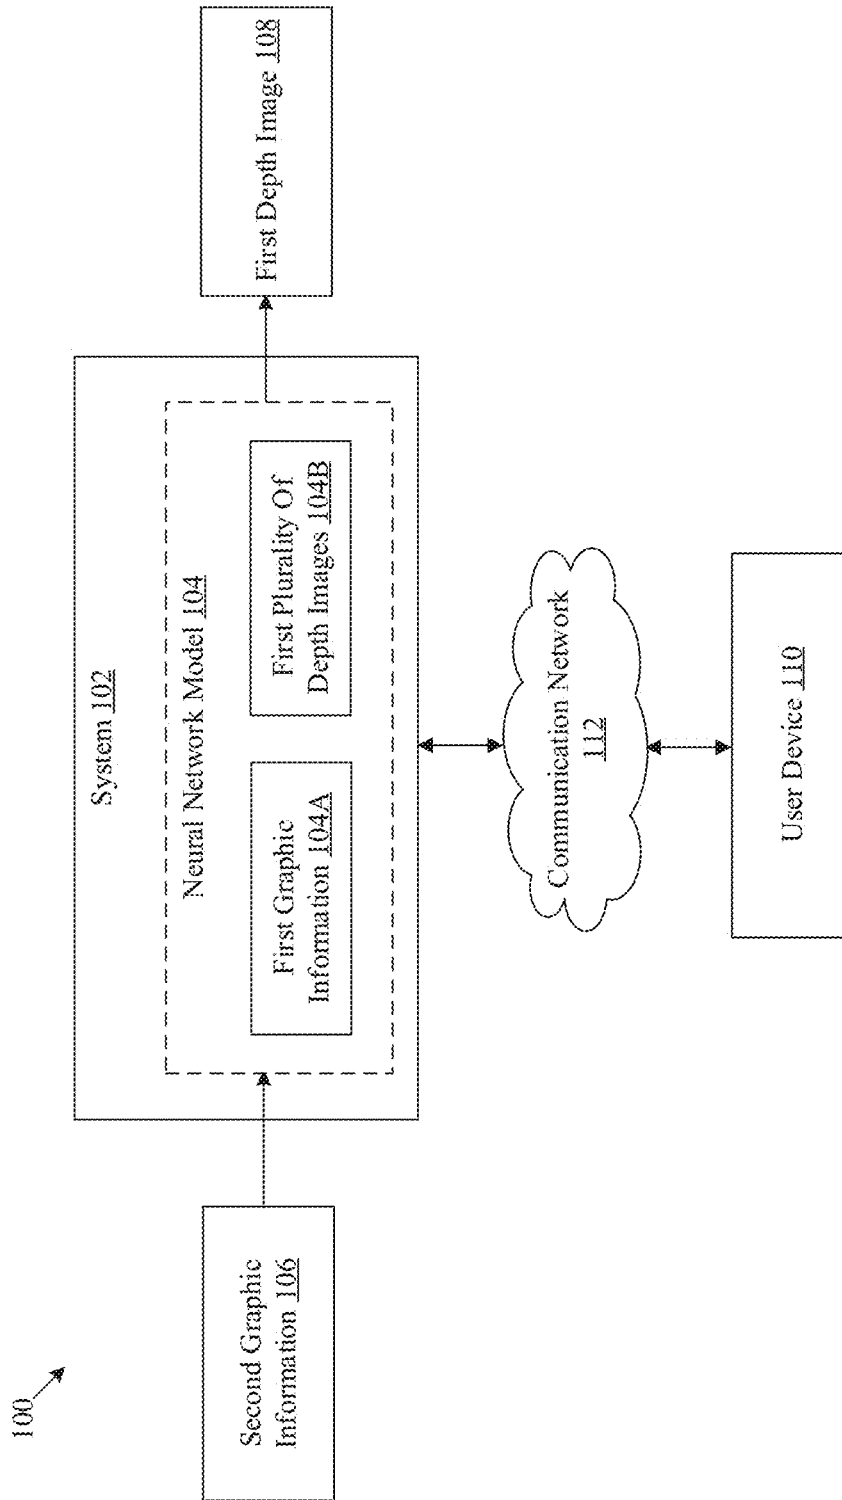 100
System 102
Neural Network Model 104
First Graphic
Information 104A
First Plurality Of
Depth Images 104B
Second Graphic
Information 106
First Depth Image 108
Communication Network
112
User Device 110